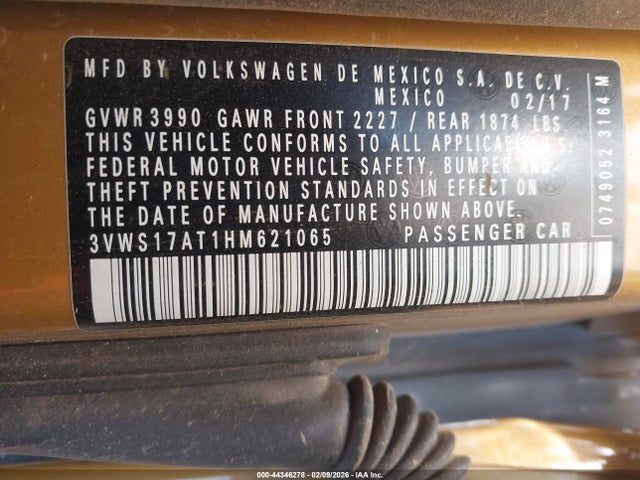 MFD BY VOLKSWAGEN DE MEXICO S.A. DE C.V.
MEXICO 02/17
GVWR 3990 GAWR FRONT 2227 / REAR 1874 LBS
THIS VEHICLE CONFORMS TO ALL APPLICABLE U.S.
FEDERAL MOTOR VEHICLE SAFETY, BUMPER AND
THEFT PREVENTION STANDARDS IN EFFECT ON
THE DATE OF MANUFACTURE SHOWN ABOVE.
3VWS17AT1HM621065 PASSENGER CAR
0749052 3164 M
000-44346278 - 02/09/2026 - IAA Inc.